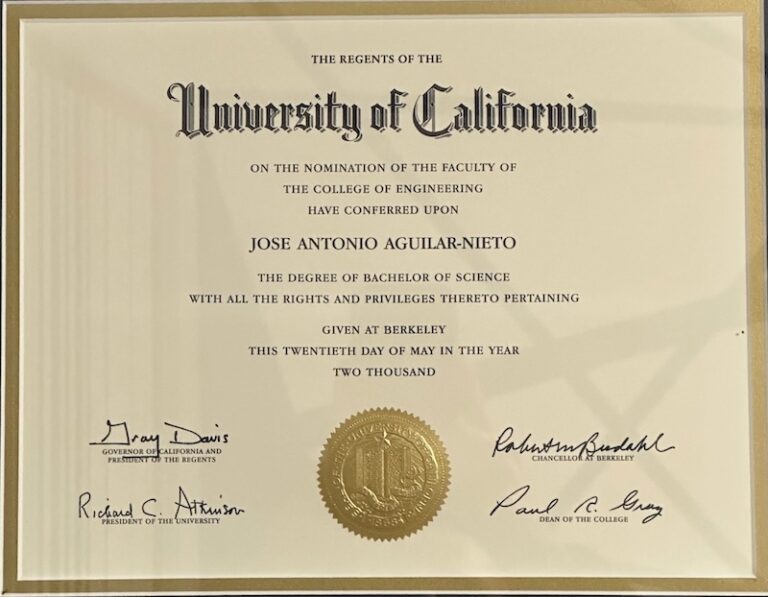 THE REGENTS OF THE
University of California
ON THE NOMINATION OF THE FACULTY OF
THE COLLEGE OF ENGINEERING
HAVE CONFERRED UPON
JOSE ANTONIO AGUILAR-NIETO
THE DEGREE OF BACHELOR OF SCIENCE
WITH ALL THE RIGHTS AND PRIVILEGES THERETO PERTAINING
GIVEN AT BERKELEY
THIS TWENTIETH DAY OF MAY IN THE YEAR
TWO THOUSAND
Gray Davis
GOVERNOR OF CALIFORNIA AND
PRESIDENT OF THE REGENTS
Richard C. Atkinson
PRESIDENT OF THE UNIVERSITY
CHANCELLOR AT BERKELEY
Paul R. Gray
DEAN OF THE COLLEGE